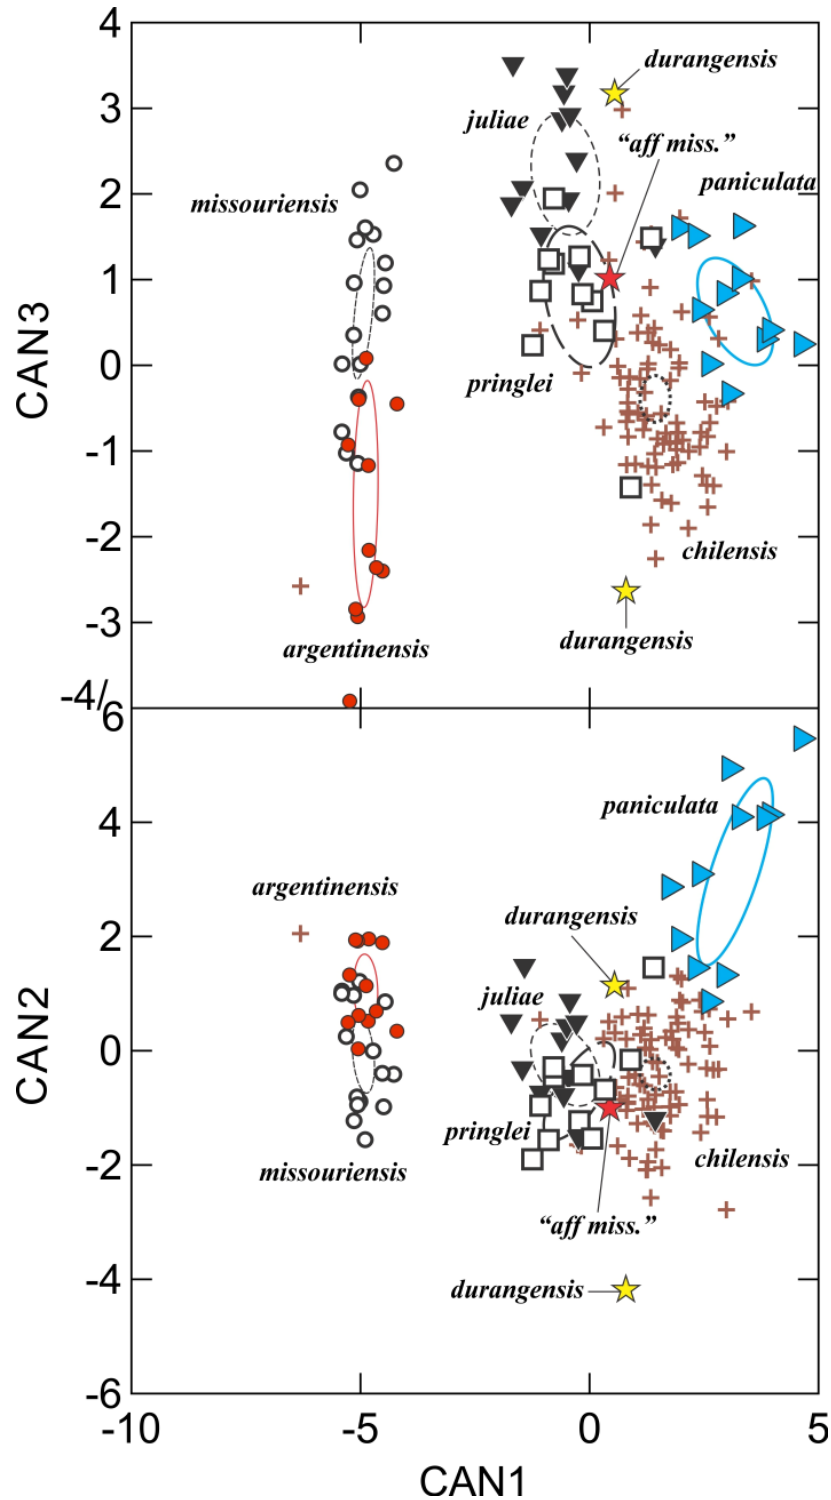 4
durangensis
3
juliae
“aff miss.”
paniculata
2
missouriensis
1
CAN3
0
pringlei
-1
-2
chilensis
-3
durangensis
argentinensis
-4/
6
paniculata
4
argentinensis
durangensis
2
juliae
CAN2
0
pringlei
chilensis
-2
missouriensis
“aff miss.”
-4
durangensis
-6
-10 -5 0 5
CAN1